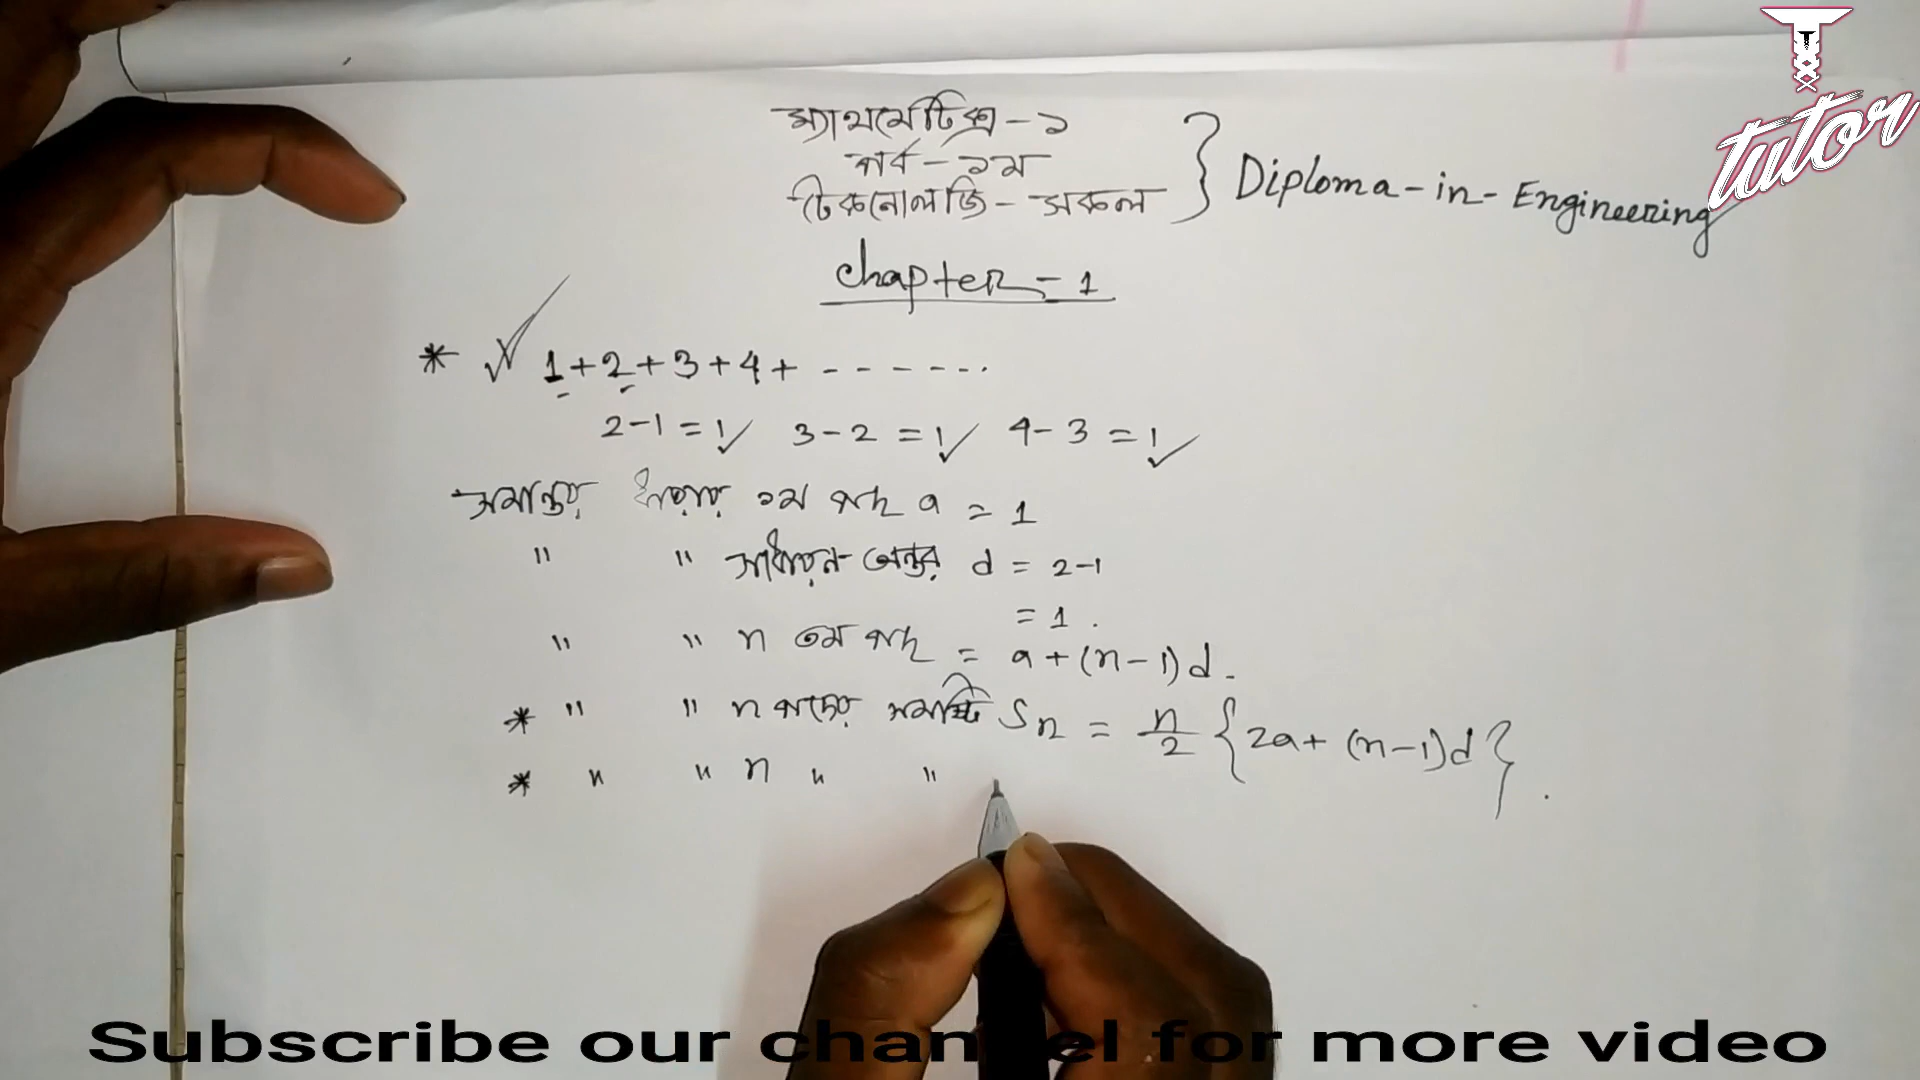 T
tutor
ম্যাথমেটিক্স - ১
পর্ব - ১ম
টেকনোলজি - সকল
} Diploma - in - Engineering
chapter - 1
* 1 + 2 + 3 + 4 + - - - - - - ..
2 - 1 = 1 ✓ 3 - 2 = 1 ✓ 4 - 3 = 1 ✓
সমান্তর ধারার ১ম পদ a = 1
" " সাধারন অন্তর d = 2 - 1
= 1 .
" " n তম পদ = a + (n - 1) d .
* " " n পদের সমষ্টি Sn = n/2 { 2a + (n - 1) d } .
* " " n " "
Subscribe our channel for more video